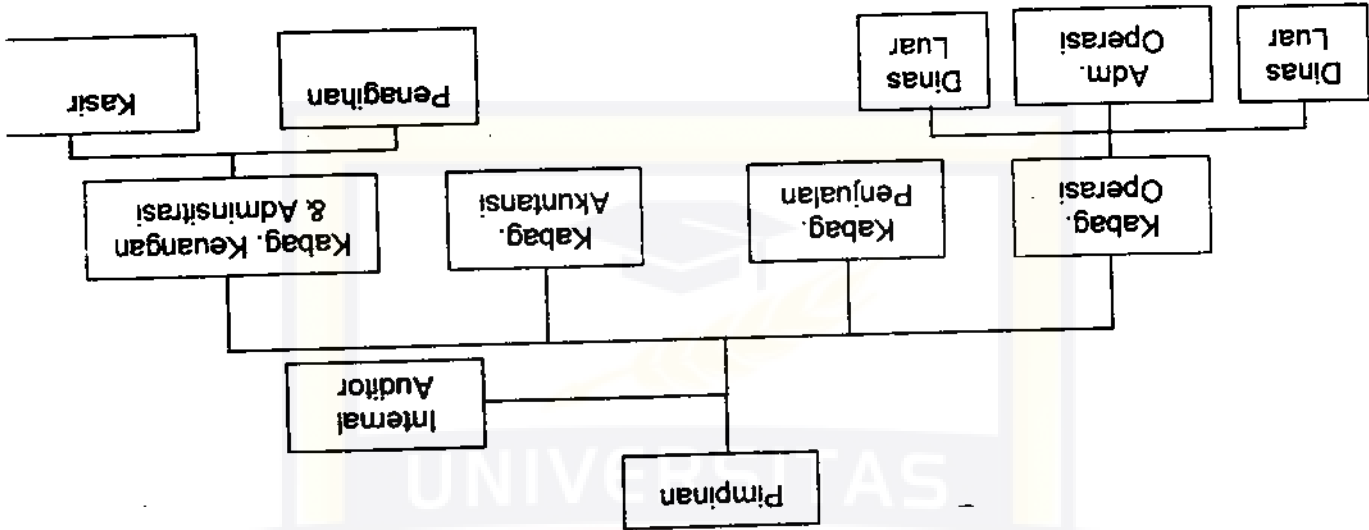 Pimpinan
Internal
Auditor
Kabag.
Operasi
Kabag.
Penjualan
Kabag.
Akuntansi
Kabag. Keuangan
& Adminsitrasi
Dinas
Luar
Adm.
Operasi
Dinas
Luar
Penagihan
Kasir
UNIVERSITAS